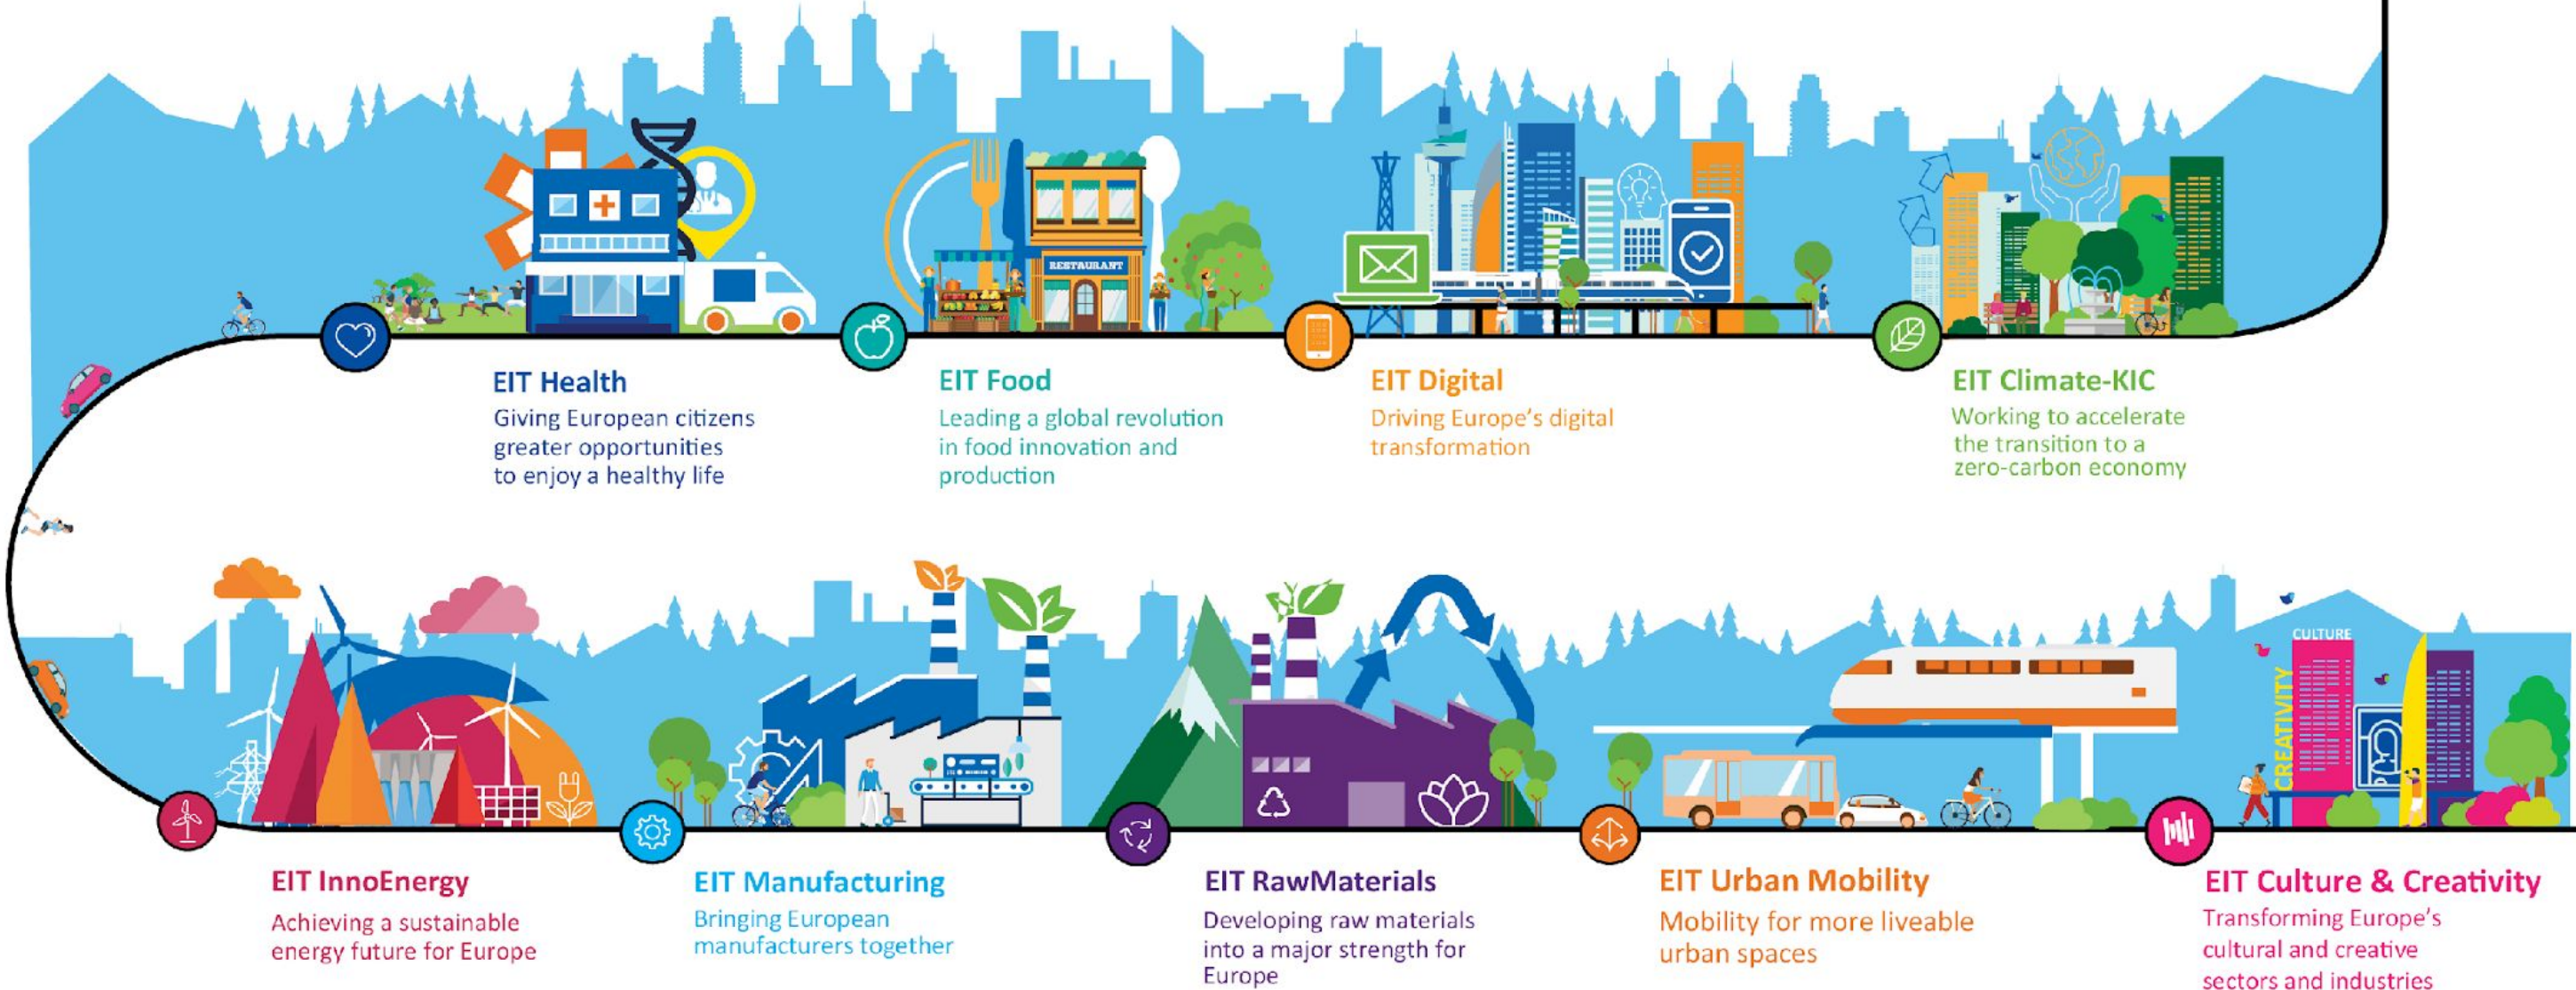 RESTAURANT
EIT Health
Giving European citizens
greater opportunities
to enjoy a healthy life
EIT Food
Leading a global revolution
in food innovation and
production
EIT Digital
Driving Europe's digital
transformation
EIT Climate-KIC
Working to accelerate
the transition to a
zero-carbon economy
CULTURE
CREATIVITY
EIT InnoEnergy
Achieving a sustainable
energy future for Europe
EIT Manufacturing
Bringing European
manufacturers together
EIT RawMaterials
Developing raw materials
into a major strength for
Europe
EIT Urban Mobility
Mobility for more liveable
urban spaces
EIT Culture & Creativity
Transforming Europe's
cultural and creative
sectors and industries